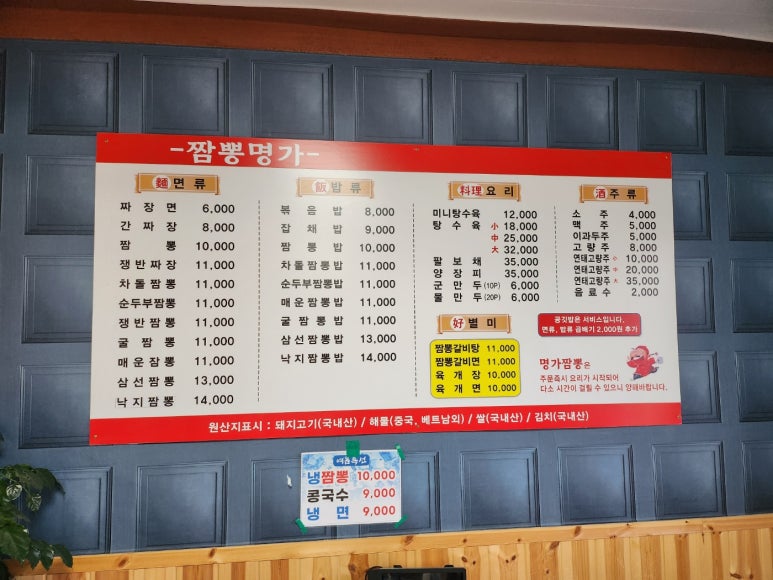 -짬뽕명가-
麵 면류
짜장면 6,000
간짜장 8,000
짬뽕 10,000
쟁반짜장 11,000
차돌짬뽕 11,000
순두부짬뽕 11,000
쟁반짬뽕 11,000
굴짬뽕 11,000
매운짬뽕 11,000
삼선짬뽕 13,000
낙지짬뽕 14,000
飯 밥류
볶음밥 8,000
잡채밥 9,000
짬뽕밥 10,000
차돌짬뽕밥 11,000
순두부짬뽕밥 11,000
매운짬뽕밥 11,000
굴짬뽕밥 11,000
삼선짬뽕밥 13,000
낙지짬뽕밥 14,000
料理 요리
미니탕수육 12,000
탕수육 小 18,000
中 25,000
大 32,000
팔보채 35,000
양장피 35,000
군만두(10P) 6,000
물만두(20P) 6,000
好 별미
짬뽕갈비탕 11,000
짬뽕갈비면 11,000
육개장 10,000
육개면 10,000
酒 주류
소주 4,000
맥주 5,000
이과두주 5,000
고량주 8,000
연태고량주 小 10,000
연태고량주 中 20,000
연태고량주 大 35,000
음료수 2,000
공깃밥은 서비스입니다.
면류, 밥류 곱빼기 2,000원 추가
명가짬뽕은
주문즉시 요리가 시작되어
다소 시간이 걸릴 수 있으니 양해바랍니다.
원산지표시 : 돼지고기(국내산) / 해물(중국, 베트남외) / 쌀(국내산) / 김치(국내산)
여름특선
냉짬뽕 10,000
콩국수 9,000
냉면 9,000